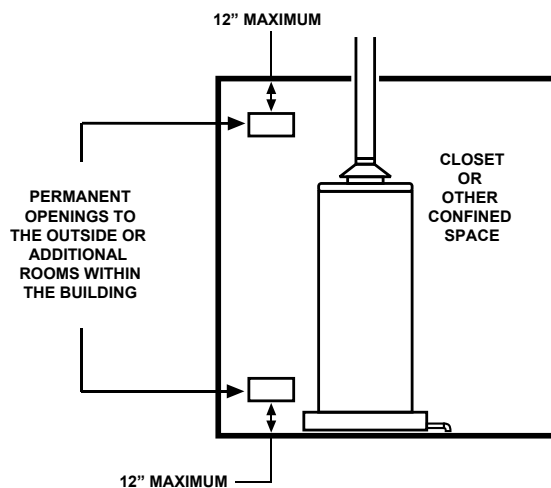 12” MAXIMUM
CLOSET
OR
OTHER
CONFINED
SPACE
PERMANENT
OPENINGS TO
THE OUTSIDE OR
ADDITIONAL
ROOMS WITHIN
THE BUILDING
12” MAXIMUM